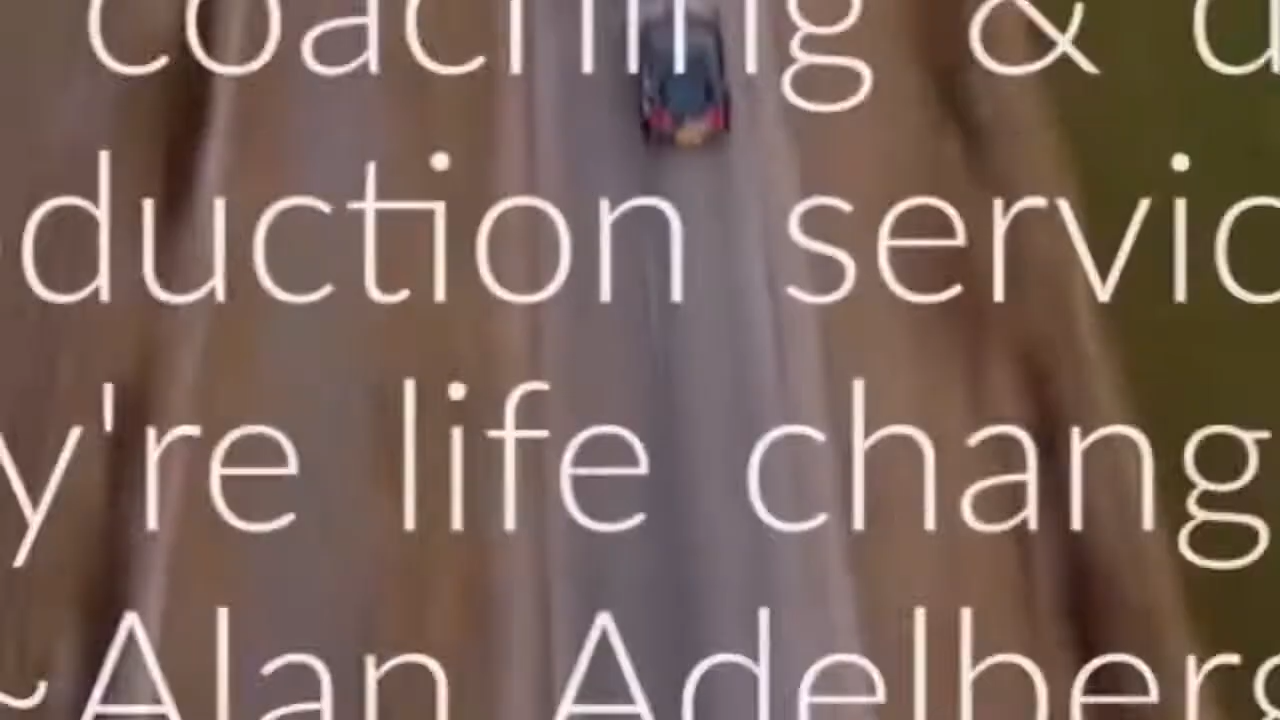 coaching & d
duction servic
y're life chang
~Alan Adelberg